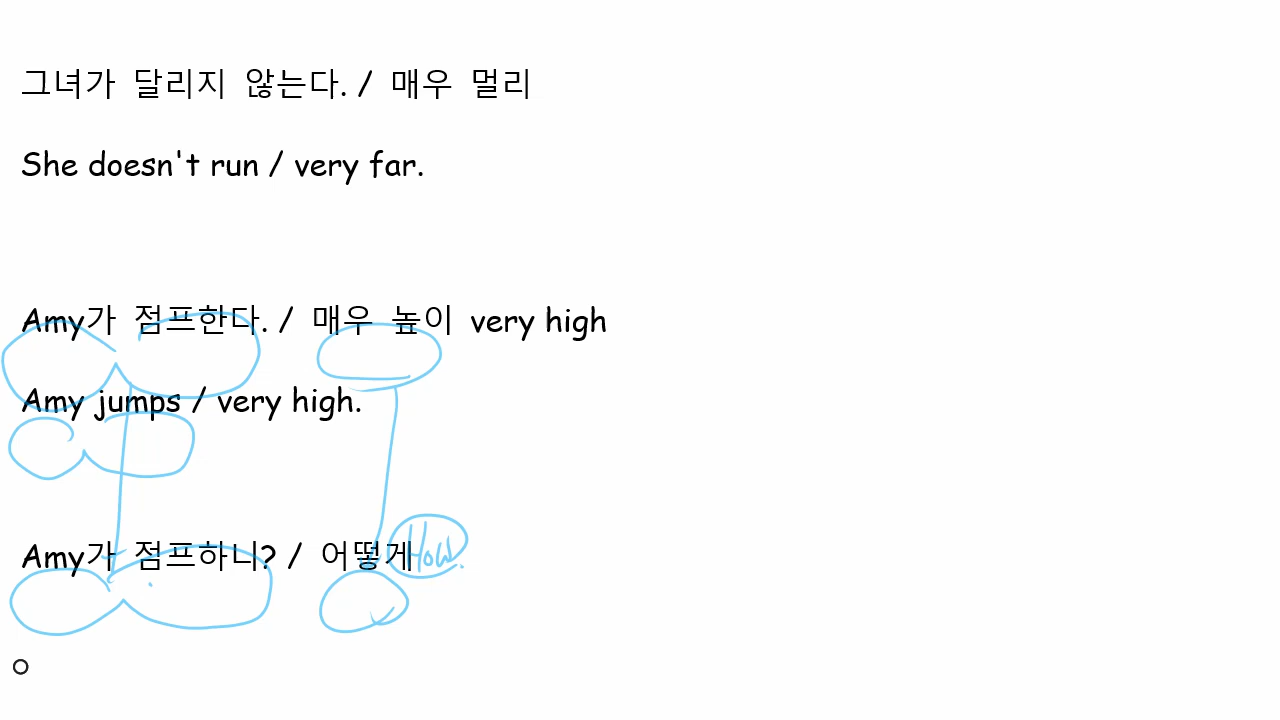 그녀가 달리지 않는다. / 매우 멀리
She doesn't run / very far.
Amy가 점프한다. / 매우 높이 very high
Amy jumps / very high.
Amy가 점프하니? / 어떻게 How